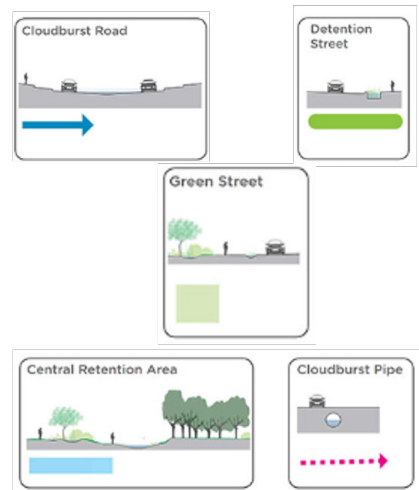 Cloudburst Road
Detention
Street
Green Street
Central Retention Area
Cloudburst Pipe